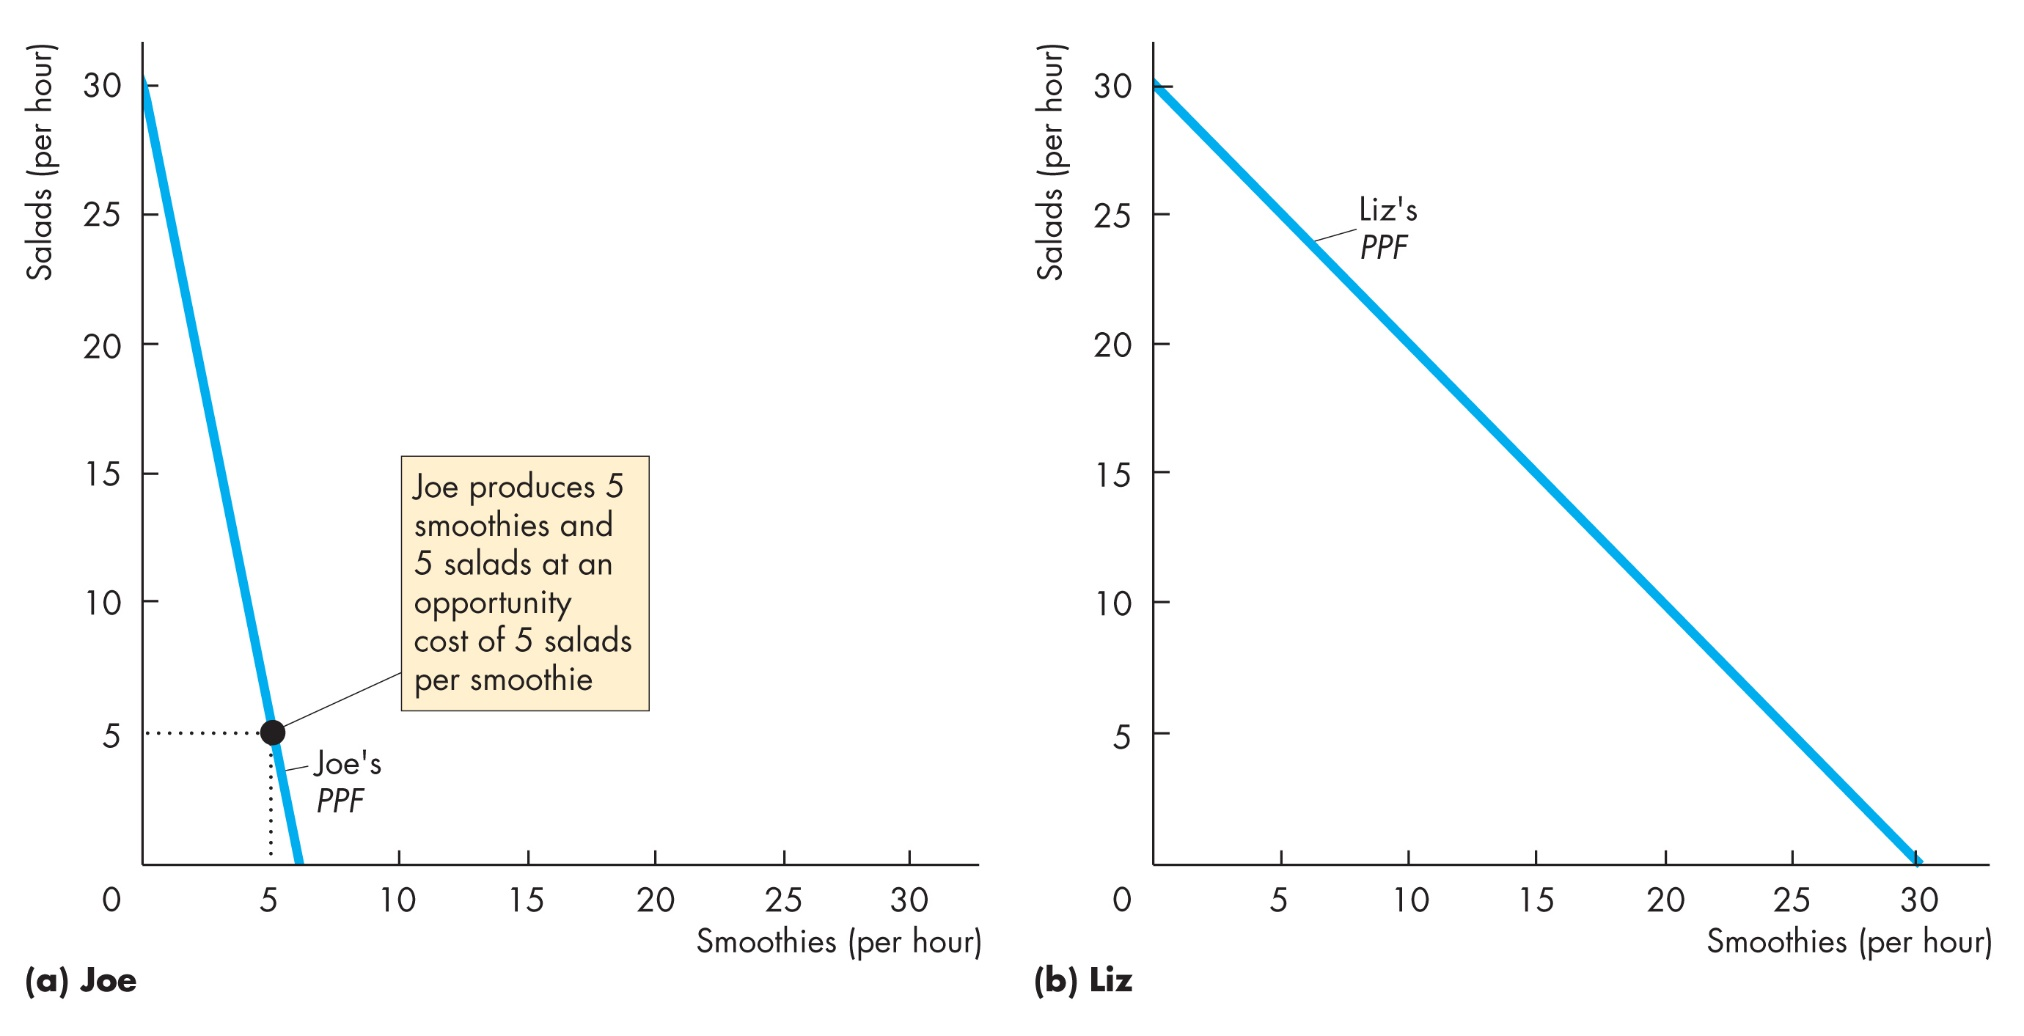 Salads (per hour)
30
25
20
15
10
5
0
5
10
15
20
25
30
Smoothies (per hour)
Joe produces 5
smoothies and
5 salads at an
opportunity
cost of 5 salads
per smoothie
Joe's
PPF
(a) Joe
Salads (per hour)
30
25
20
15
10
5
0
5
10
15
20
25
30
Smoothies (per hour)
Liz's
PPF
(b) Liz